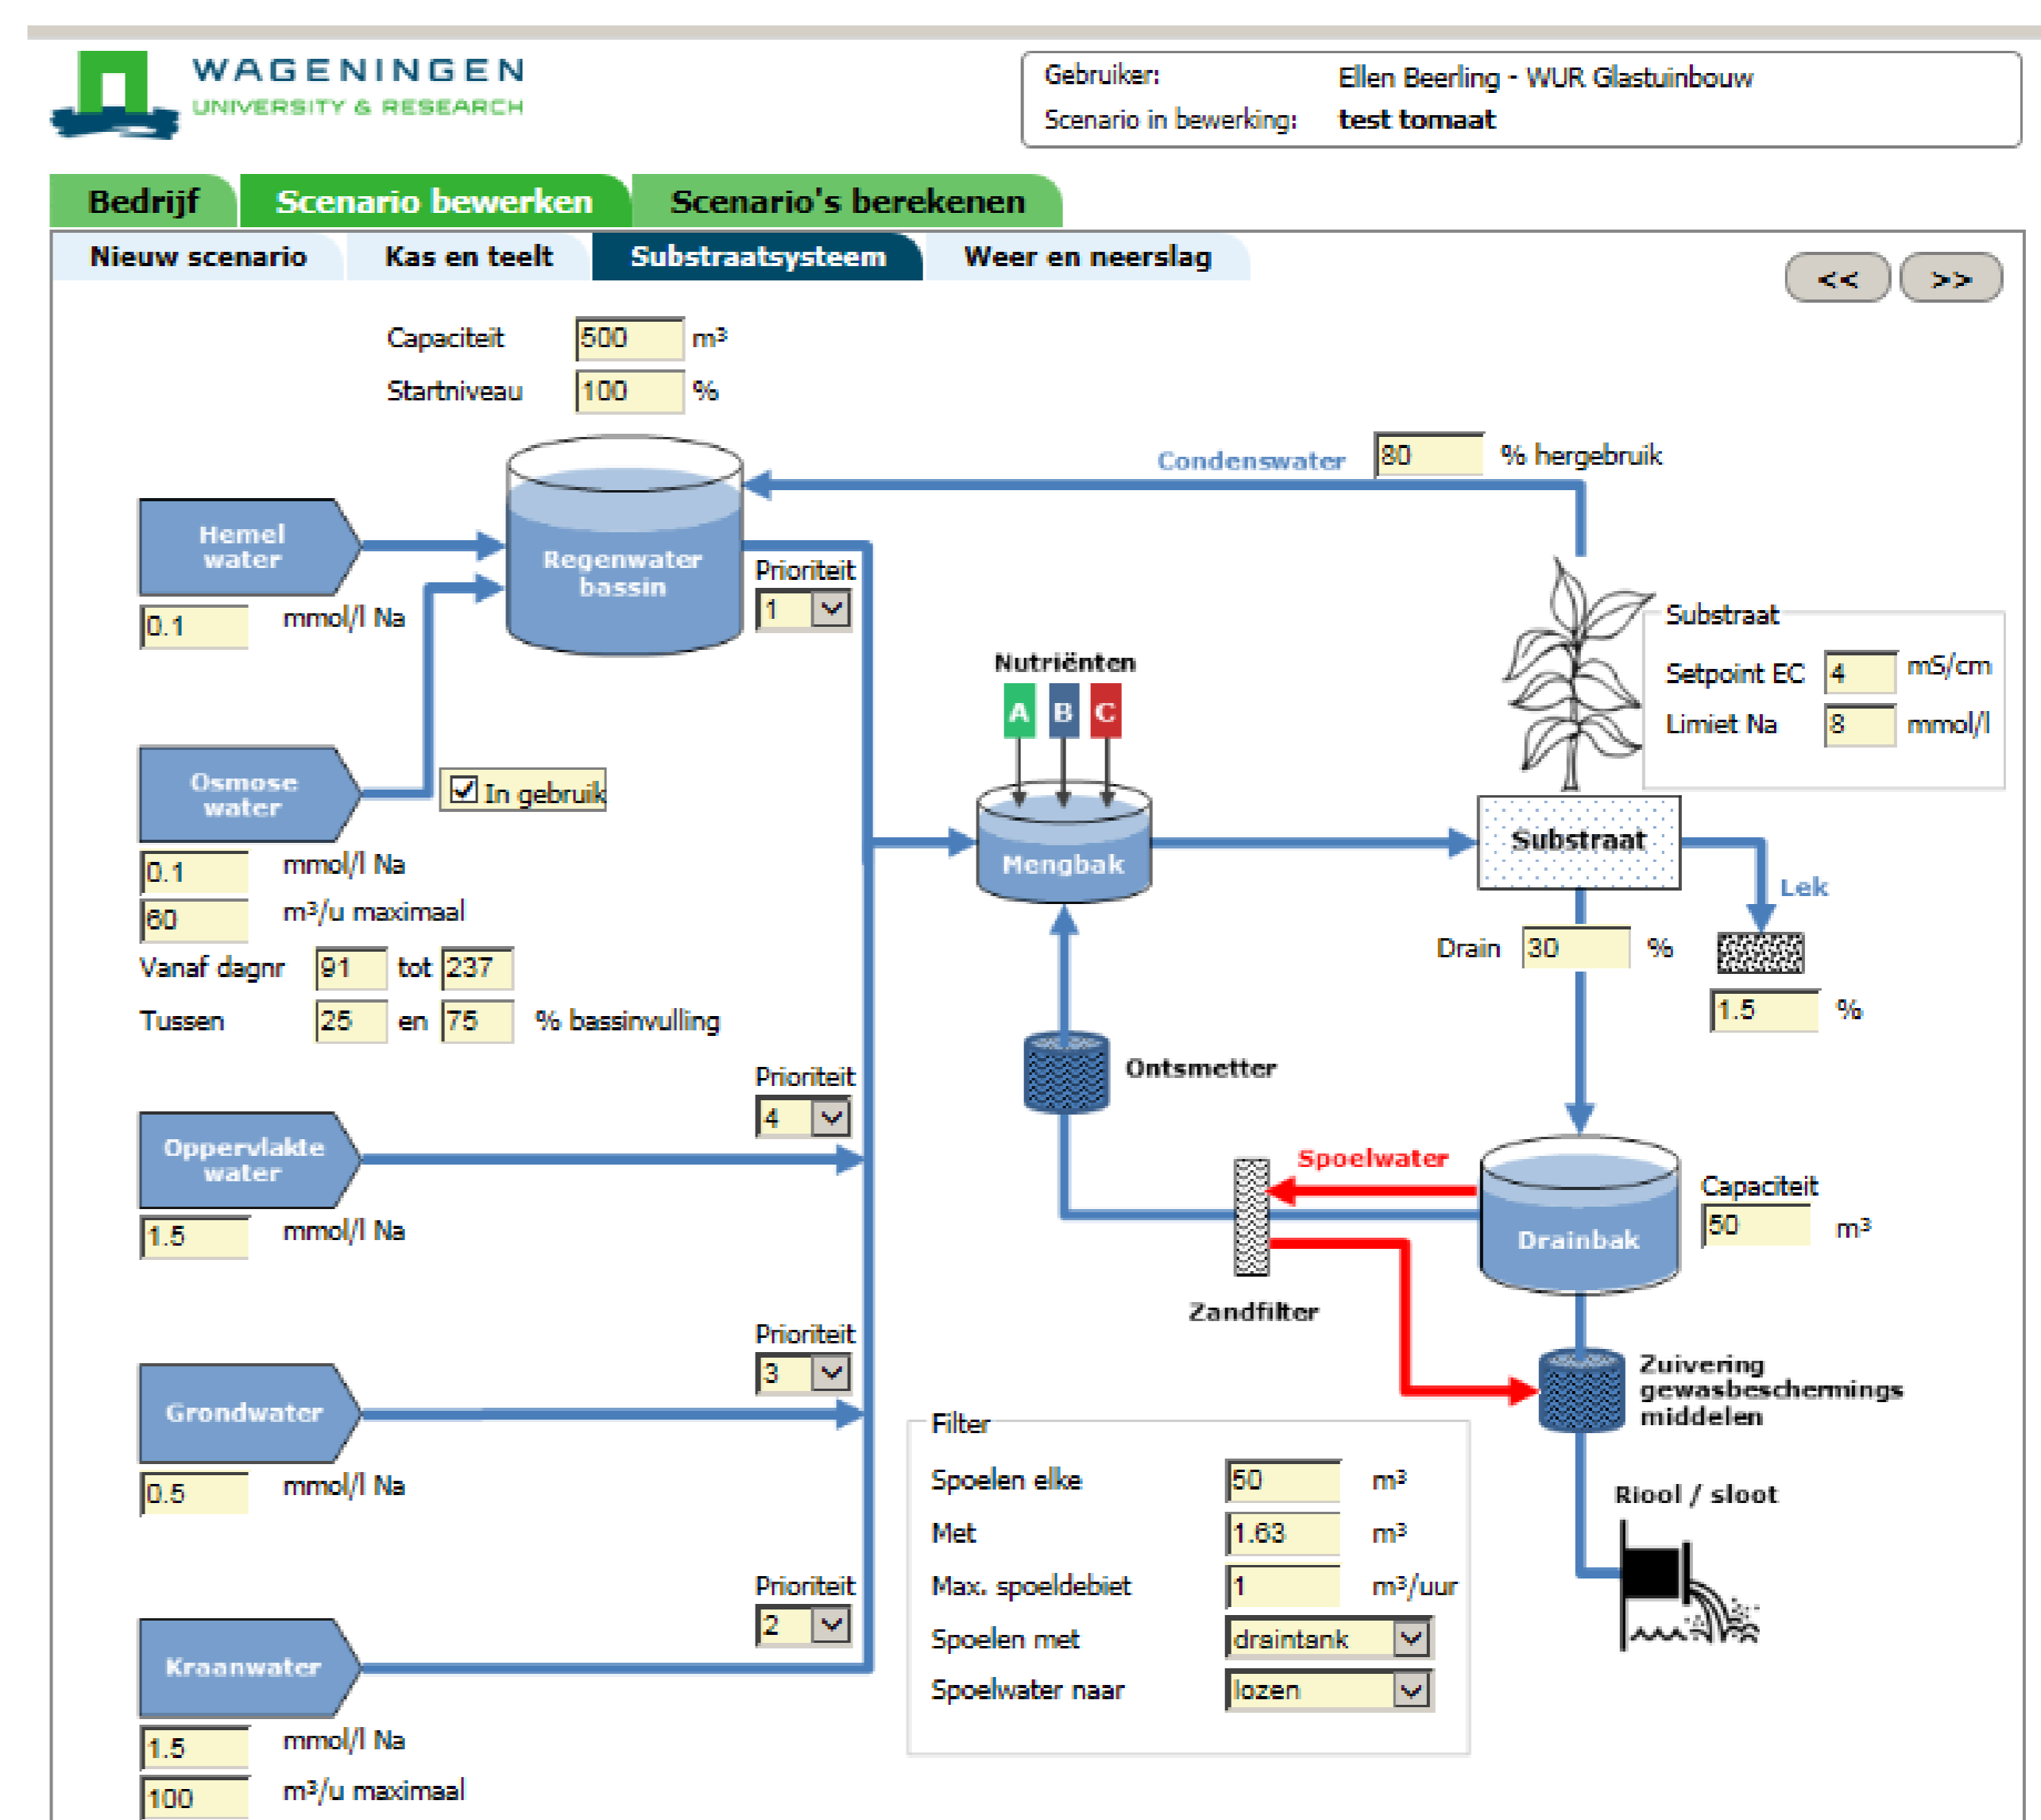 WAGENINGEN
UNIVERSITY & RESEARCH
Gebruiker: Ellen Beerling - WUR Glastuinbouw
Scenario in bewerking: test tomaat
Bedrijf Scenario bewerken Scenario's berekenen
Nieuw scenario Kas en teelt Substraatsysteem Weer en neerslag
<< >>
Capaciteit 500 m³
Startniveau 100 %
Condenswater 80 % hergebruik
Hemel
water
0.1 mmol/l Na
Regenwater
bassin
Prioriteit
1
Substraat
Setpoint EC 4 mS/cm
Limiet Na 8 mmol/l
Nutriënten
A B C
Osmose
water
In gebruik
0.1 mmol/l Na
60 m³/u maximaal
Vanaf dagnr 91 tot 237
Tussen 25 en 75 % bassinvulling
Mengbak
Substraat
Lek
Drain 30 %
1.5 %
Ontsmetter
Prioriteit
4
Oppervlakte
water
1.5 mmol/l Na
Spoelwater
Zandfilter
Drainbak
Capaciteit
50 m³
Prioriteit
3
Grondwater
0.5 mmol/l Na
Zuivering
gewasbeschermings
middelen
Riool / sloot
Filter
Spoelen elke 50 m³
Met 1.63 m³
Max. spoeldebiet 1 m³/uur
Spoelen met draintank
Spoelwater naar lozen
Prioriteit
2
Kraanwater
1.5 mmol/l Na
100 m³/u maximaal